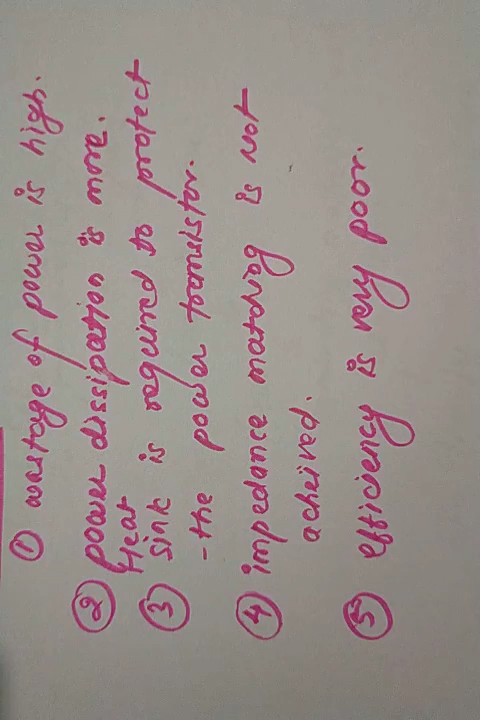 ① wastage of power is high.
② power dissipation is more.
③ Heat sink is required to protect
- the power transistor.
④ impedance matching is not
achieived.
⑤ efficiency is very poor.